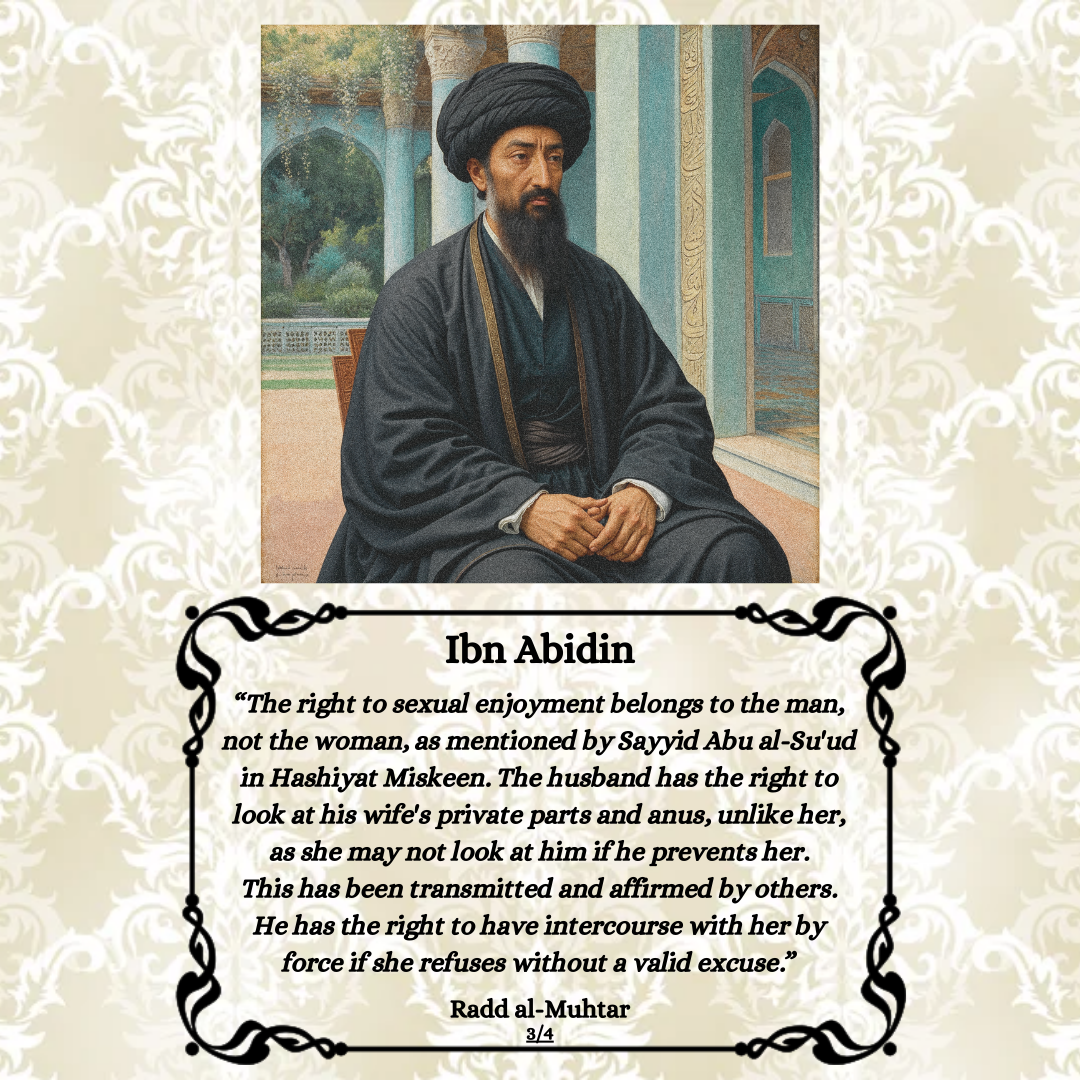 Ibn Abidin
“The right to sexual enjoyment belongs to the man,
not the woman, as mentioned by Sayyid Abu al-Su'ud
in Hashiyat Miskeen. The husband has the right to
look at his wife's private parts and anus, unlike her,
as she may not look at him if he prevents her.
This has been transmitted and affirmed by others.
He has the right to have intercourse with her by
force if she refuses without a valid excuse.”
Radd al-Muhtar
3/4